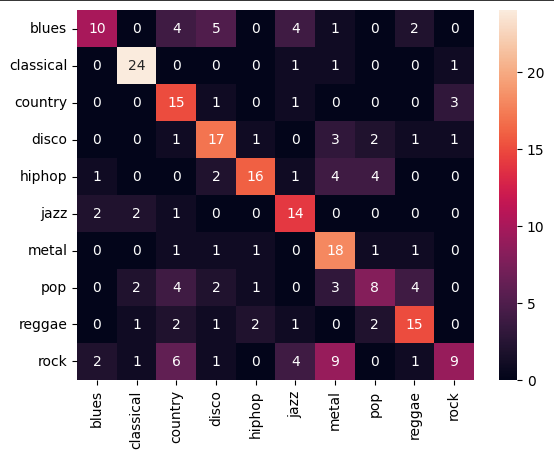 blues 10 0 4 5 0 4 1 0 2 0
classical 0 24 0 0 0 1 1 0 0 1
country 0 0 15 1 0 1 0 0 0 3
disco 0 0 1 17 1 0 3 2 1 1
hiphop 1 0 0 2 16 1 4 4 0 0
jazz 2 2 1 0 0 14 0 0 0 0
metal 0 0 1 1 1 0 18 1 1 0
pop 0 2 4 2 1 0 3 8 4 0
reggae 0 1 2 1 2 1 0 2 15 0
rock 2 1 6 1 0 4 9 0 1 9
blues classical country disco hiphop jazz metal pop reggae rock
20
15
10
5
0